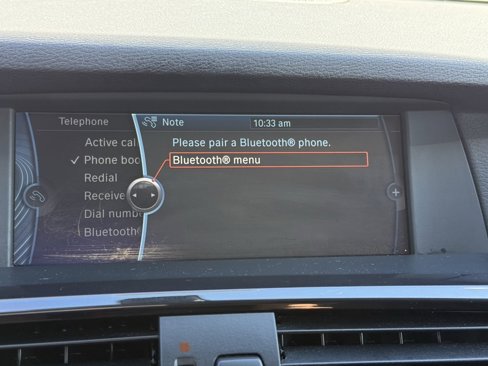 Telephone
Note
10:33 am
Active cal
Phone boo
Redial
Receive
Dial numb
Bluetooth®
Please pair a Bluetooth® phone.
Bluetooth® menu